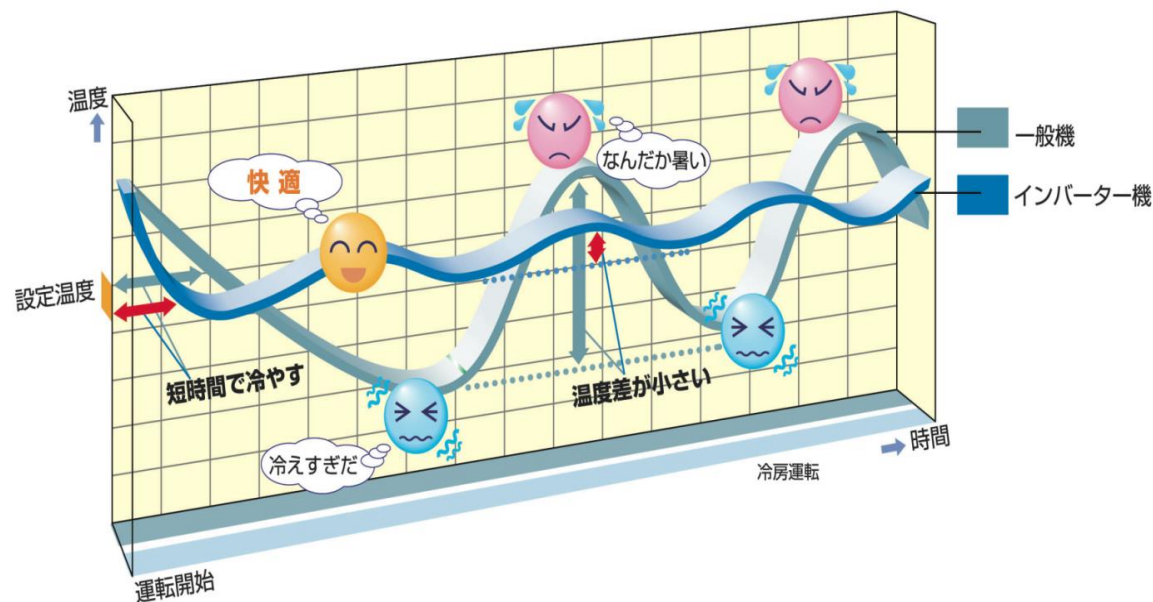 温度
快適
なんだか暑い
一般機
インバーター機
設定温度
短時間で冷やす
温度差が小さい
冷えすぎだ
時間
冷房運転
運転開始